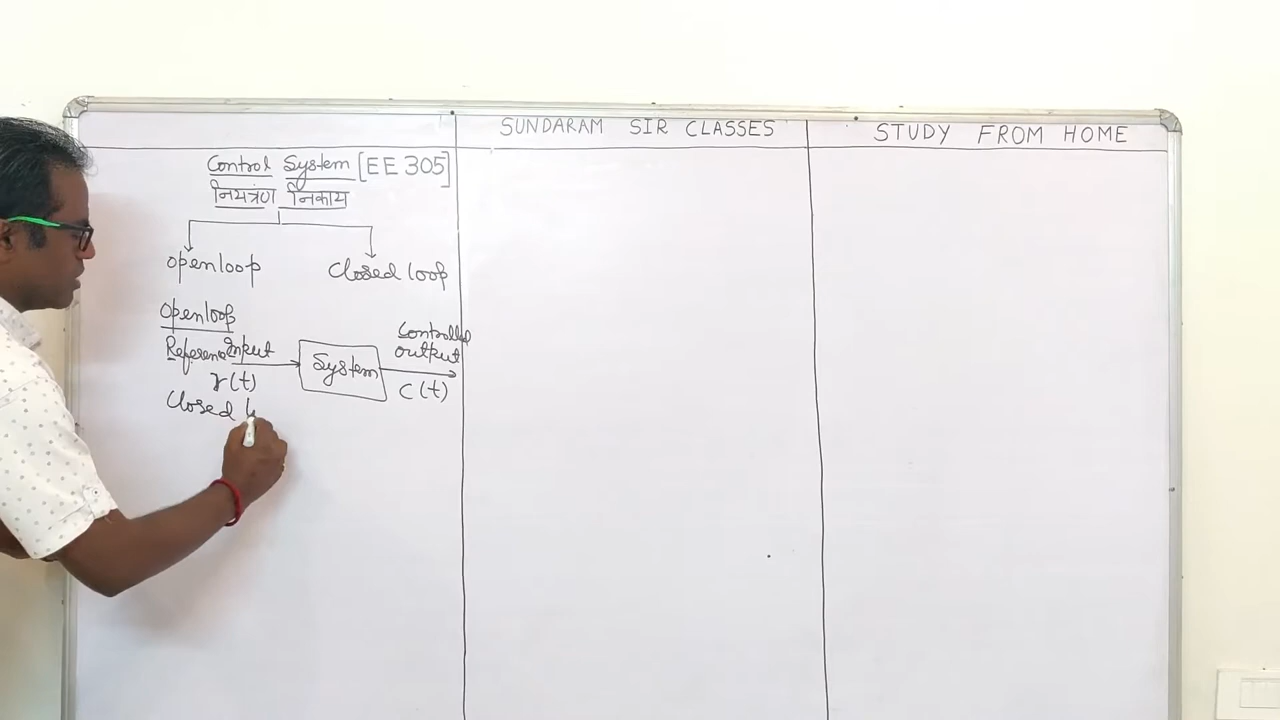 SUNDARAM SIR CLASSES
STUDY FROM HOME
Control System [EE 305]
नियत्रंण निकाय
openloop
Closed loop
Openloop
Reference Input
r(t)
System
Controlled
output
C(t)
Closed